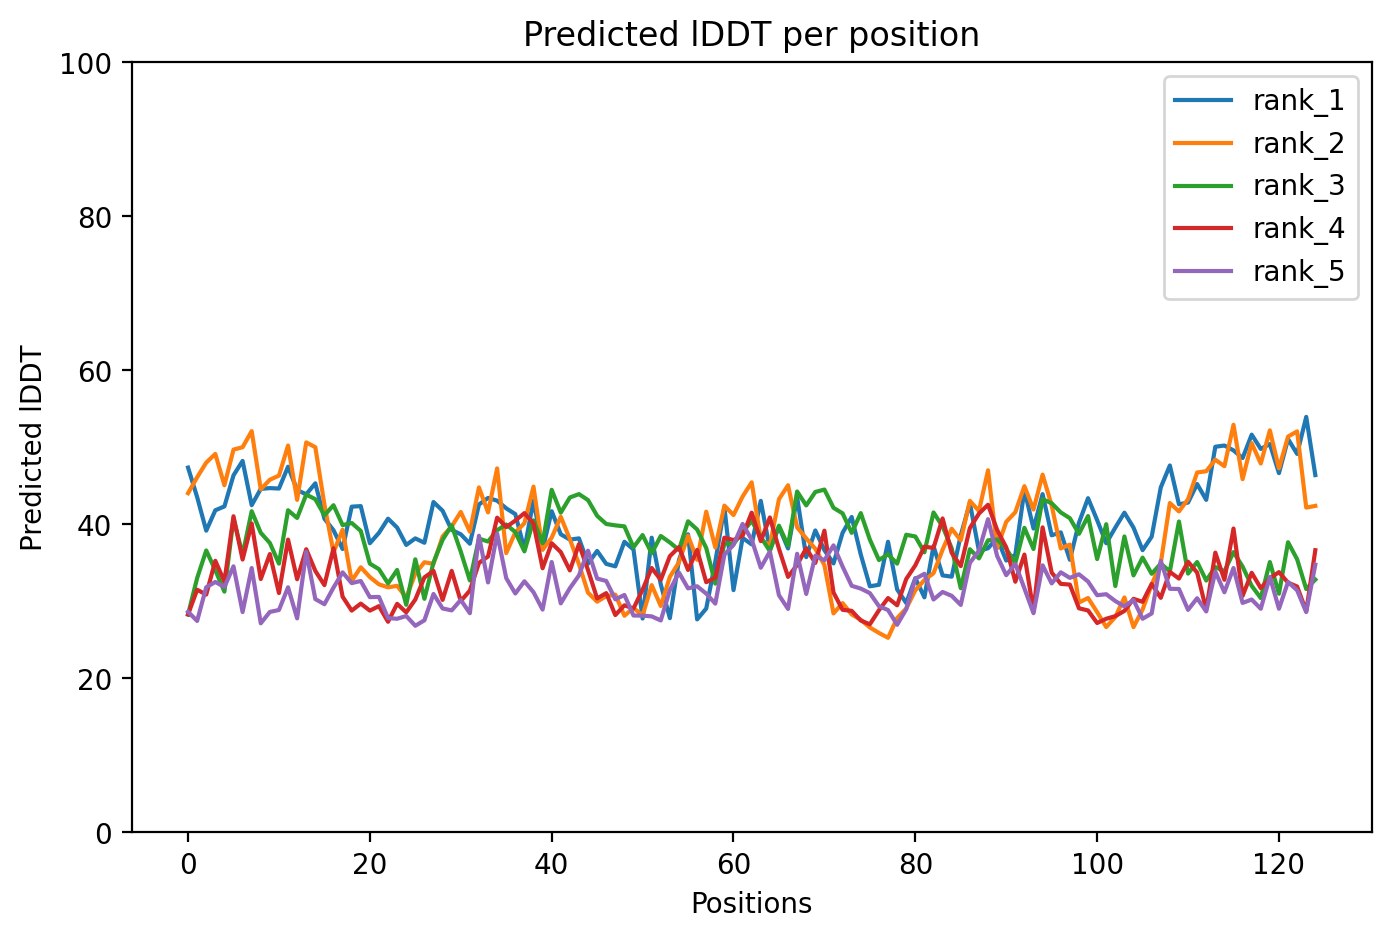 Predicted lDDT per position
100
80
60
40
20
0
Predicted lDDT
rank_1
rank_2
rank_3
rank_4
rank_5
0 20 40 60 80 100 120
Positions